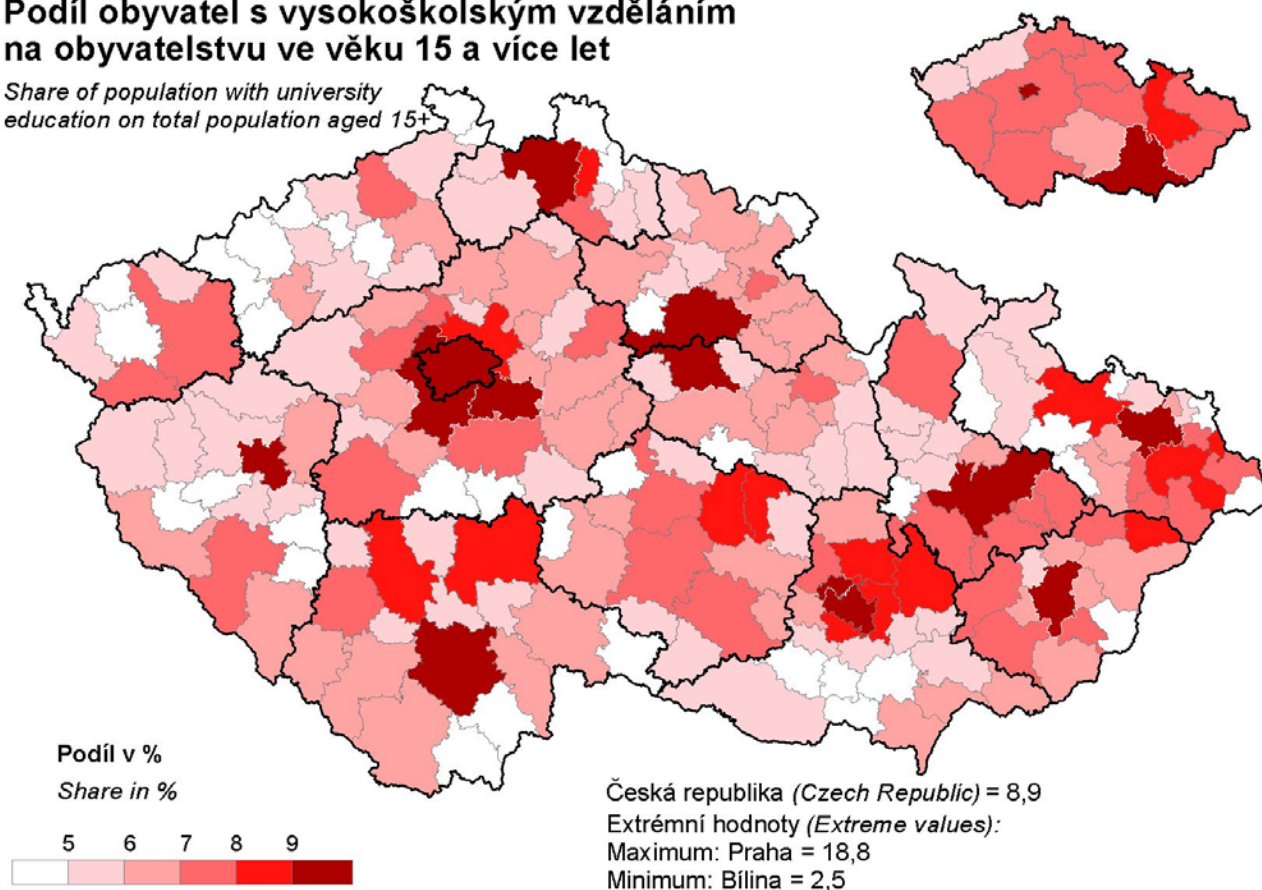 Podíl obyvatel s vysokoškolským vzděláním
na obyvatelstvu ve věku 15 a více let
Share of population with university
education on total population aged 15+
Podíl v %
Share in %
5 6 7 8 9
Česká republika (Czech Republic) = 8,9
Extrémní hodnoty (Extreme values):
Maximum: Praha = 18,8
Minimum: Bílina = 2,5